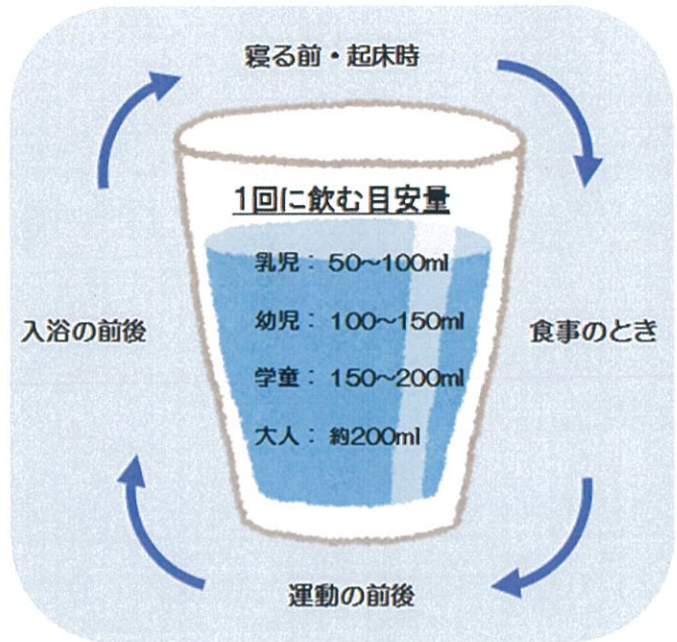 寝る前・起床時
1回に飲む目安量
乳児：50～100ml
幼児：100～150ml
学童：150～200ml
大人：約200ml
入浴の前後
食事のとき
運動の前後